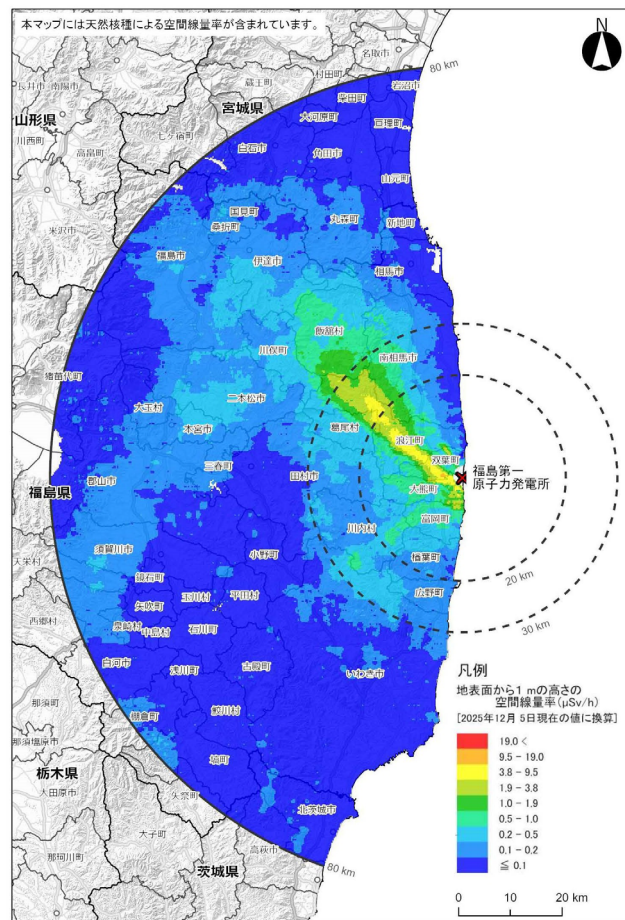 本マップには天然核種による空間線量率が含まれています。
N
80 km
名取市
岩沼市
村田町
蔵王町
柴田町
長井市
南陽市
宮城県
大河原町
亘理町
山形県
川西町
七ヶ宿町
高畠町
白石市
角田市
山元町
米沢市
国見町
丸森町
新地町
桑折町
福島市
伊達市
相馬市
飯舘村
川俣町
南相馬市
猪苗代町
大玉村
二本松市
葛尾村
浪江町
本宮市
双葉町
三春町
田村市
福島第一
原子力発電所
福島県
郡山市
大熊町
富岡町
川内村
須賀川市
小野町
楢葉町
天栄村
鏡石町
玉川村
平田村
広野町
20 km
矢吹町
西郷村
泉崎村
中島村
石川町
30 km
白河市
浅川町
古殿町
いわき市
那須町
鮫川村
棚倉町
那須塩原市
塙町
栃木県
大田原市
矢祭町
北茨城市
大子町
那珂川町
高萩市
茨城県
80 km
凡例
地表面から1 mの高さの
空間線量率(μSv/h)
[2025年12月 5日現在の値に換算]
19.0 <
9.5 - 19.0
3.8 - 9.5
1.9 - 3.8
1.0 - 1.9
0.5 - 1.0
0.2 - 0.5
0.1 - 0.2
≦ 0.1
0 10 20 km